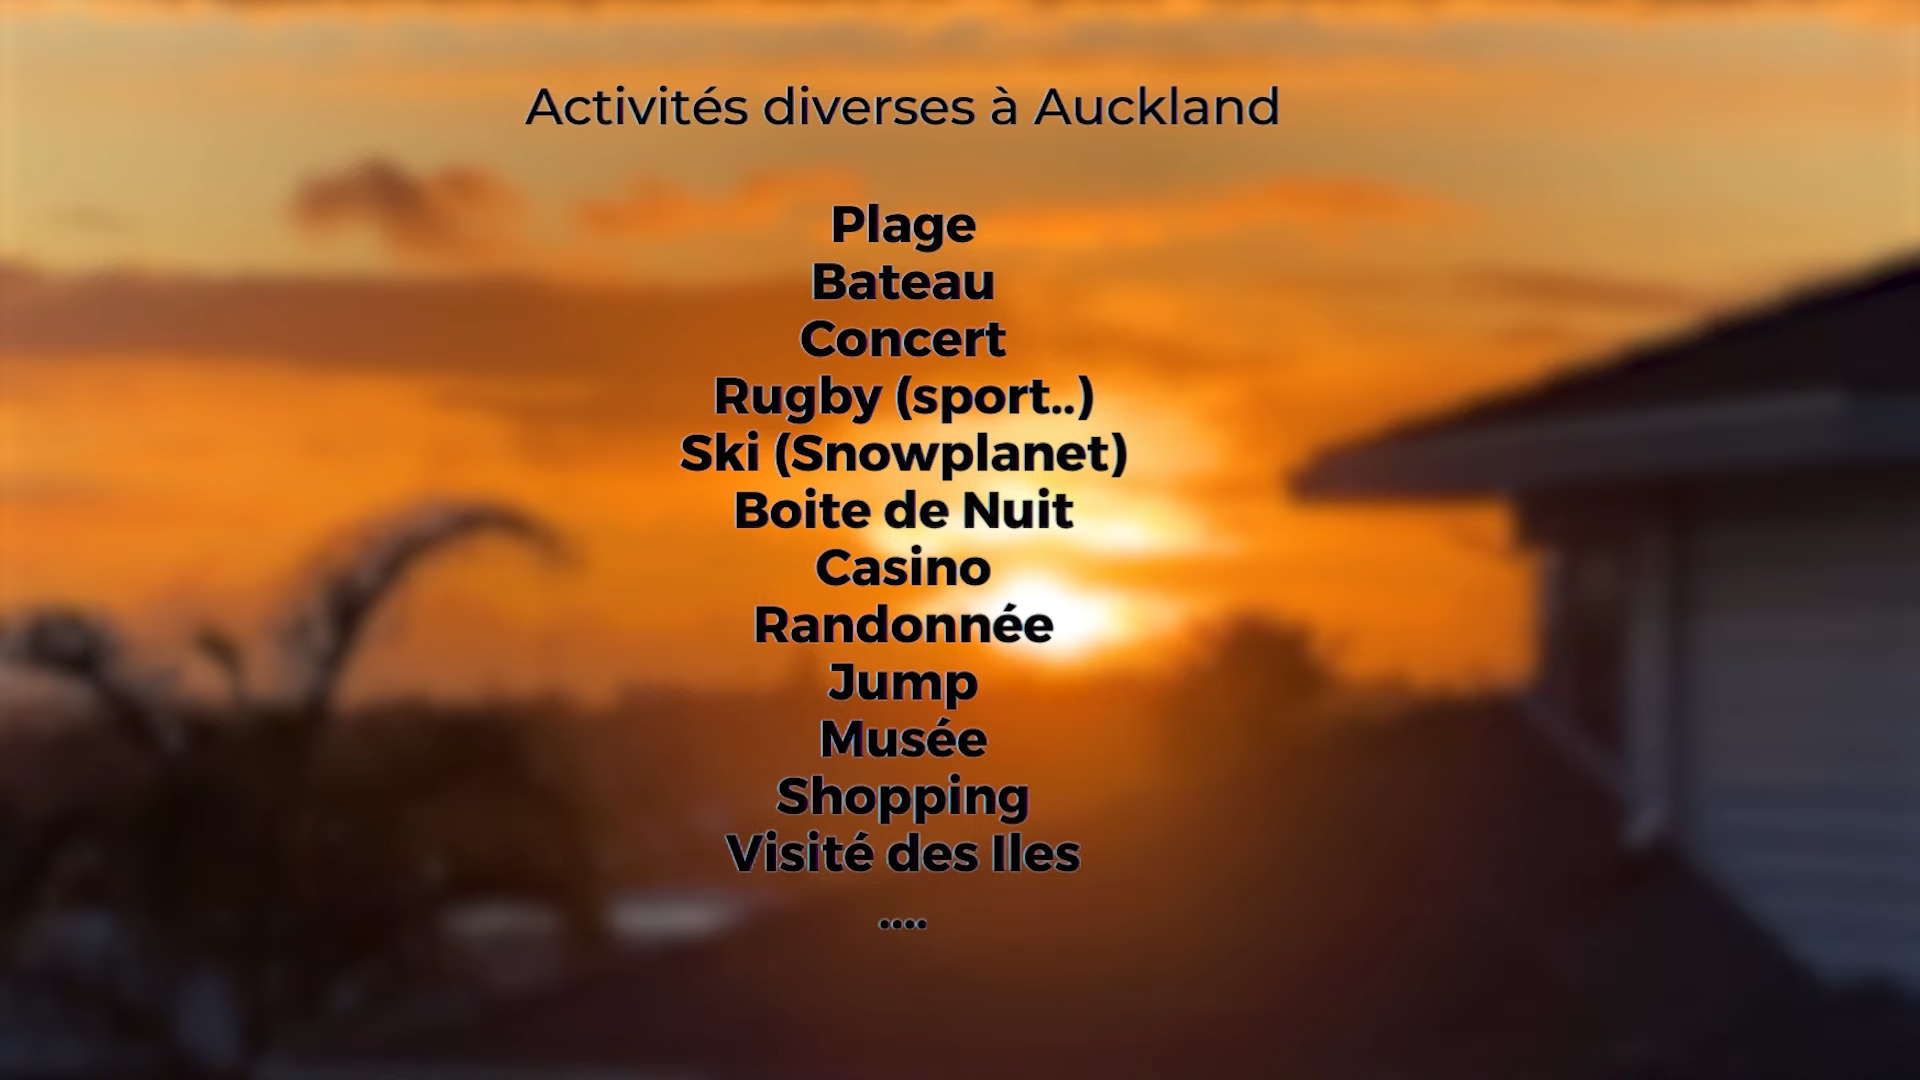 Activités diverses à Auckland
Plage
Bateau
Concert
Rugby (sport..)
Ski (Snowplanet)
Boite de Nuit
Casino
Randonnée
Jump
Musée
Shopping
Visité des Iles
....